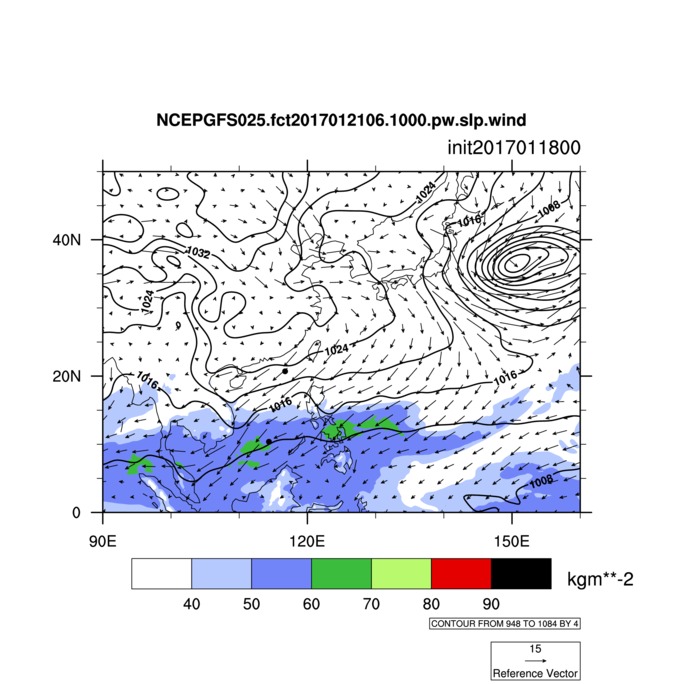 NCEPGFS025.fct2017012106.1000.pw.slp.wind
init2017011800
1024
1016
1008
40N
1032
1024
1024
20N
1016
1016
1016
1008
0
90E 120E 150E
kgm**-2
40 50 60 70 80 90
CONTOUR FROM 948 TO 1084 BY 4
15
Reference Vector